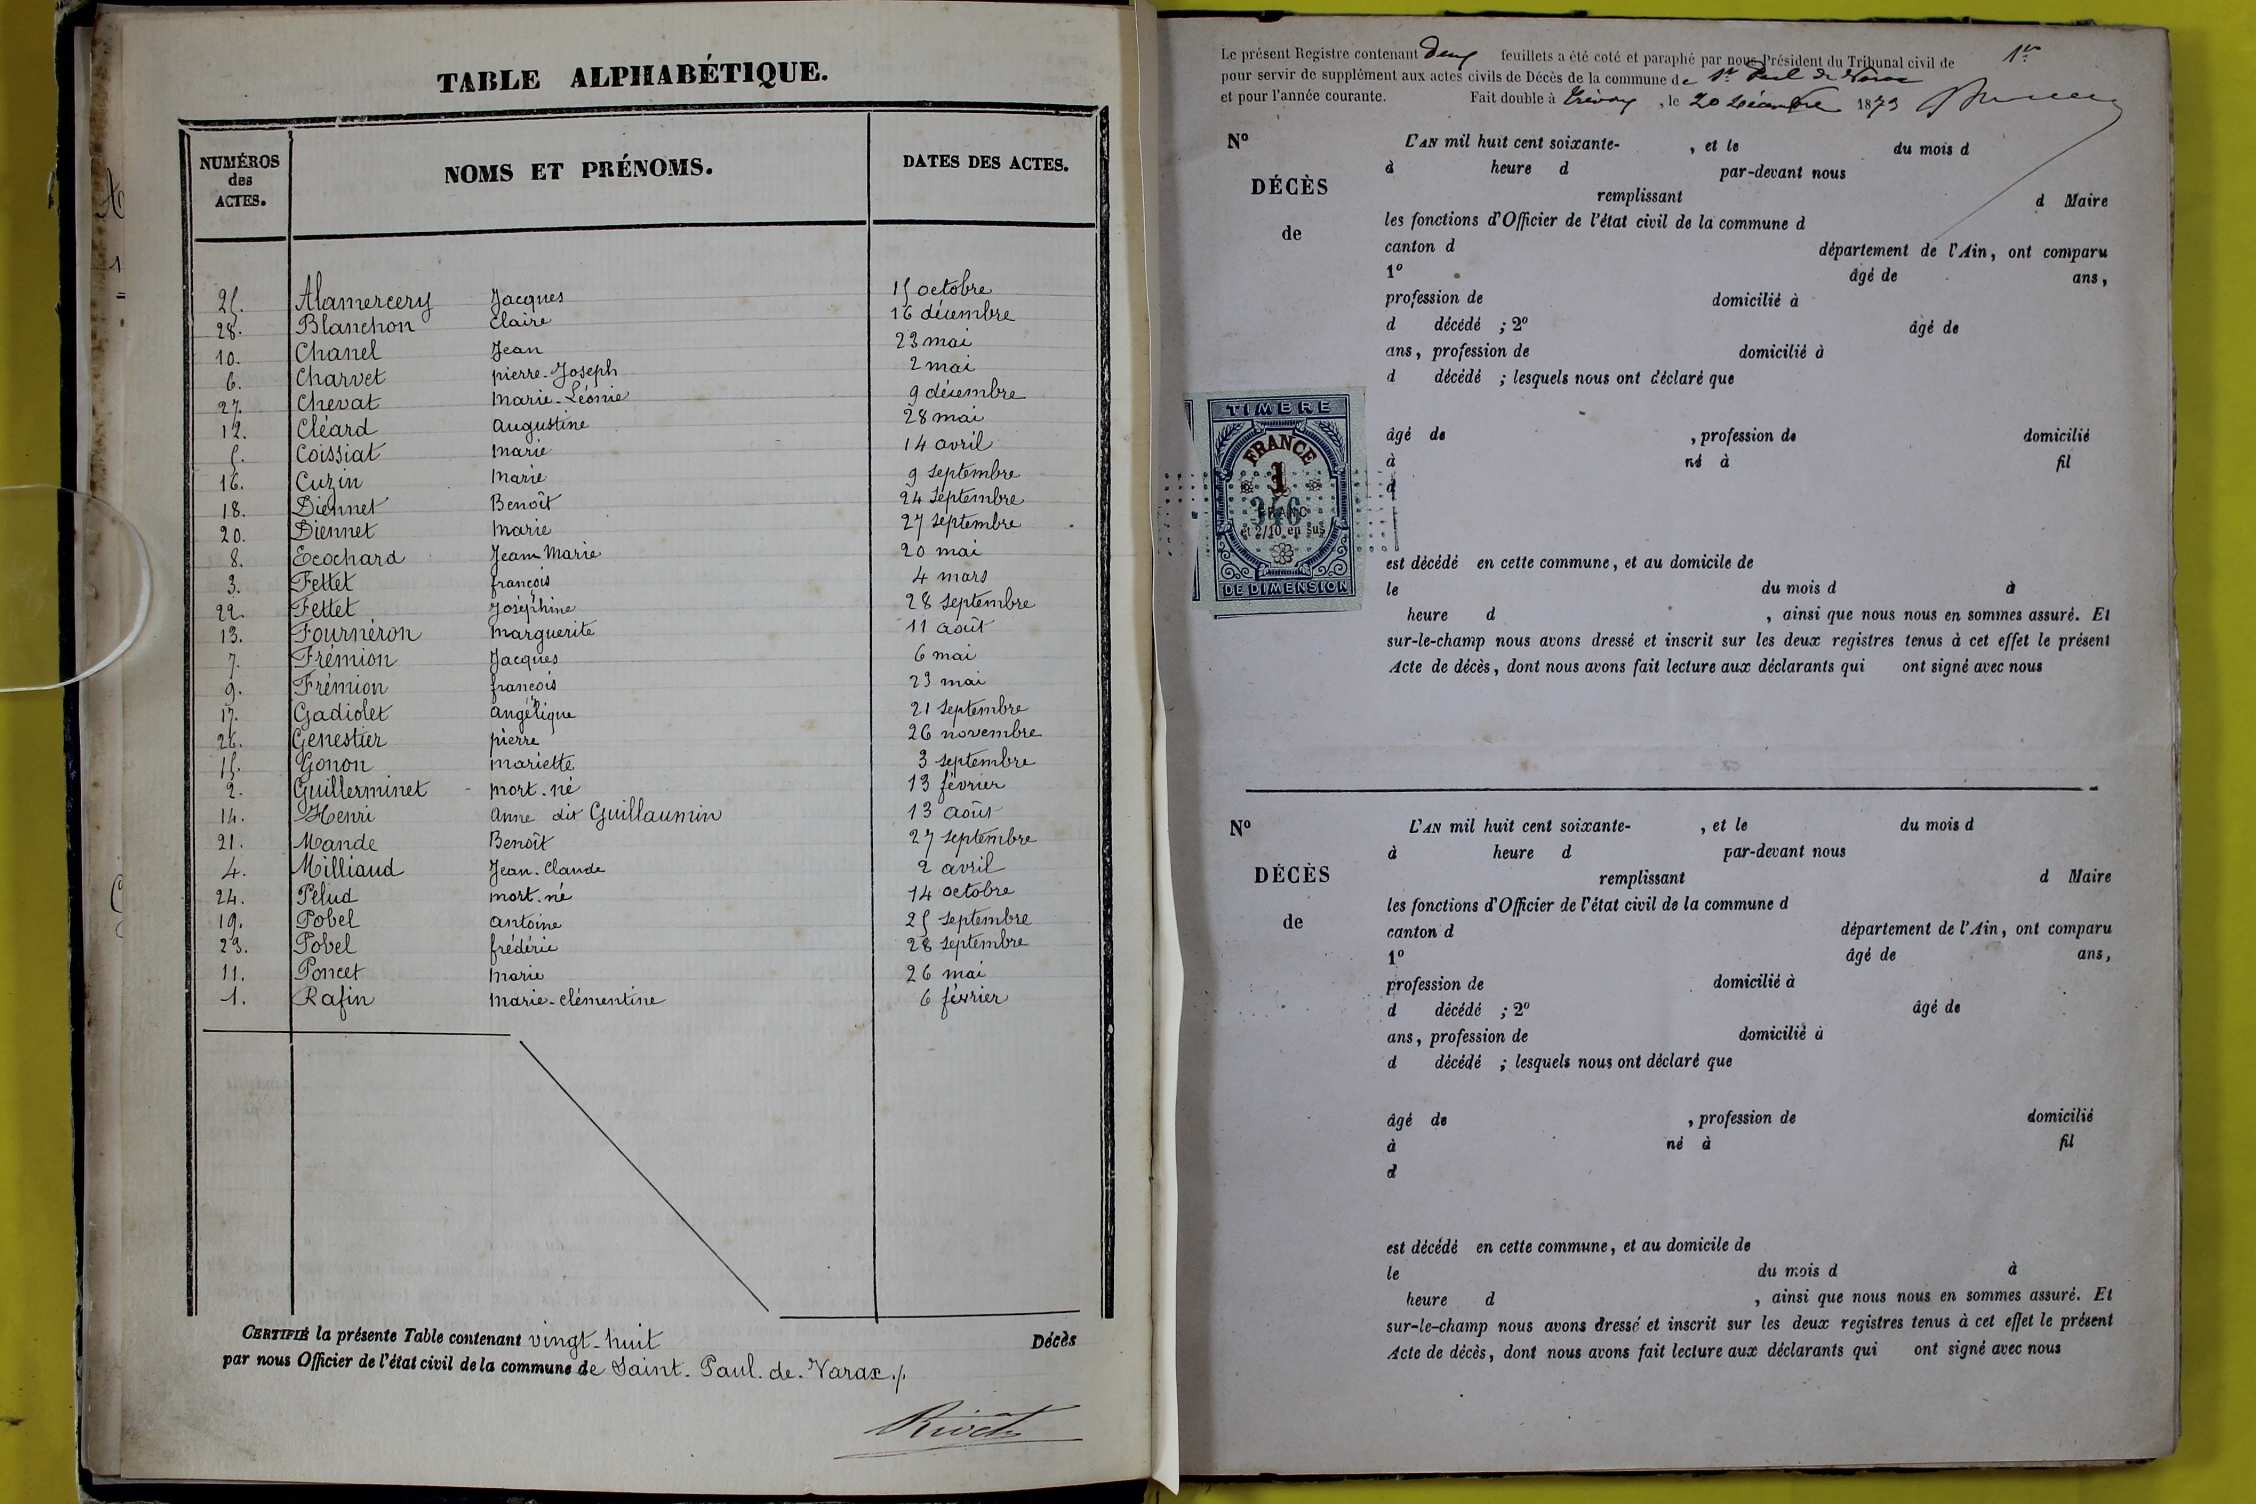 TABLE ALPHABÉTIQUE.
NUMÉROS des ACTES. NOMS ET PRÉNOMS. DATES DES ACTES.
25. Alamercery Jacques 15 octobre
28. Blanchon Claire 16 décembre
10. Chanel Jean 23 mai
6. Charvet pierre-Joseph 2 mai
27. Chevat Marie-Léonie 9 décembre
12. Cléard Augustine 28 mai
5. Coissiat Marie 14 avril
16. Cuzin Marie 9 septembre
18. Diennet Benoît 24 septembre
20. Diennet Marie 27 septembre
8. Ecochard Jean Marie 20 mai
3. Fettet françois 4 mars
22. Fettet Joséphine 28 septembre
13. Fournéron marguerite 11 août
7. Frémion Jacques 6 mai
9. Frémion françois 23 mai
17. Gadiolet angélique 21 septembre
26. Genestier pierre 26 novembre
15. Gonon mariette 3 septembre
2. Guillerminet - mort-né 13 février
14. Henri Anne dit Guillaumin 13 août
21. Mande Benoît 27 septembre
4. Milliaud Jean-Claude 2 avril
24. Pelud mort-né 14 octobre
19. Pobel antoine 25 septembre
23. Pobel frédéric 28 septembre
11. Poncet Marie 26 mai
1. Rafin Marie-clémentine 6 février
CERTIFIÉ la présente Table contenant vingt-huit Décès
par nous Officier de l'état civil de la commune de Saint-Paul-de-Varax./.
Rivet
Le présent Registre contenant deux feuillets a été coté et paraphé par nous Président du Tribunal civil de 1er
pour servir de supplément aux actes civils de Décès de la commune de St Paul de Varax
et pour l'année courante. Fait double à Trévoux, le 20 Décembre 1873
No L'AN mil huit cent soixante- , et le du mois d
à heure d par-devant nous
DÉCÈS remplissant d Maire
les fonctions d'Officier de l'état civil de la commune d
de canton d département de l'Ain, ont comparu
1o âgé de ans,
profession de domicilié à
d décédé ; 2o âgé de
ans, profession de domicilié à
d décédé ; lesquels nous ont déclaré que
TIMBRE
FRANCE
1
346
FRANC
et 2/10 en sus
DE DIMENSION
âgé de , profession de domicilié
à né à fil
d
est décédé en cette commune, et au domicile de
le du mois d à
heure d , ainsi que nous nous en sommes assuré. Et
sur-le-champ nous avons dressé et inscrit sur les deux registres tenus à cet effet le présent
Acte de décès, dont nous avons fait lecture aux déclarants qui ont signé avec nous
No L'AN mil huit cent soixante- , et le du mois d
à heure d par-devant nous
DÉCÈS remplissant d Maire
les fonctions d'Officier de l'état civil de la commune d
de canton d département de l'Ain, ont comparu
1o âgé de ans,
profession de domicilié à
d décédé ; 2o âgé de
ans, profession de domicilié à
d décédé ; lesquels nous ont déclaré que
âgé de , profession de domicilié
à né à fil
d
est décédé en cette commune, et au domicile de
le du mois d à
heure d , ainsi que nous nous en sommes assuré. Et
sur-le-champ nous avons dressé et inscrit sur les deux registres tenus à cet effet le présent
Acte de décès, dont nous avons fait lecture aux déclarants qui ont signé avec nous